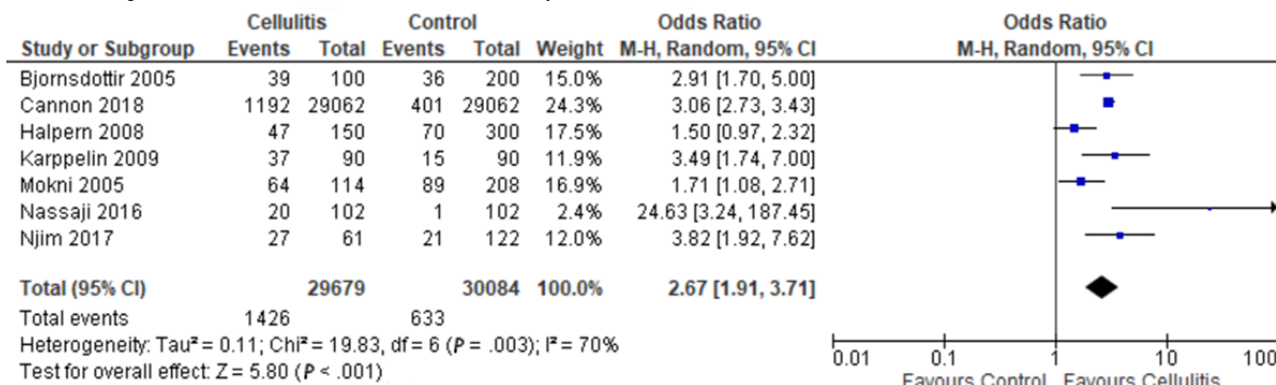 Cellulitis Control Odds Ratio Odds Ratio
Study or Subgroup Events Total Events Total Weight M-H, Random, 95% CI M-H, Random, 95% CI
Bjornsdottir 2005 39 100 36 200 15.0% 2.91 [1.70, 5.00]
Cannon 2018 1192 29062 401 29062 24.3% 3.06 [2.73, 3.43]
Halpern 2008 47 150 70 300 17.5% 1.50 [0.97, 2.32]
Karppelin 2009 37 90 15 90 11.9% 3.49 [1.74, 7.00]
Mokni 2005 64 114 89 208 16.9% 1.71 [1.08, 2.71]
Nassaji 2016 20 102 1 102 2.4% 24.63 [3.24, 187.45]
Njim 2017 27 61 21 122 12.0% 3.82 [1.92, 7.62]
Total (95% CI) 29679 30084 100.0% 2.67 [1.91, 3.71]
Total events 1426 633
Heterogeneity: Tau² = 0.11; Chi² = 19.83, df = 6 (P = .003); I² = 70%
Test for overall effect: Z = 5.80 (P < .001)
0.01 0.1 1 10 100
Favours Control Favours Cellulitis